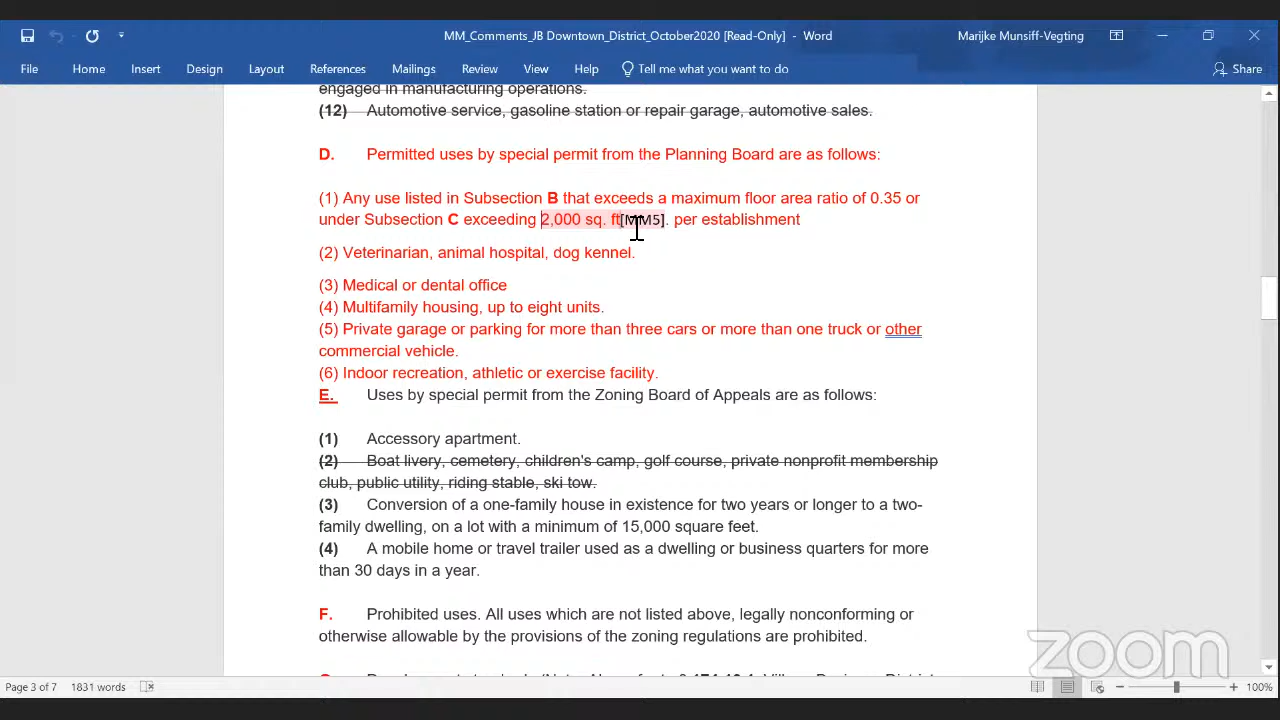 MM_Comments_JB Downtown_District_October2020 [Read-Only] - Word
Marijke Munsiff-Vegting
File Home Insert Design Layout References Mailings Review View Help Tell me what you want to do Share
engaged in manufacturing operations.
(12) Automotive service, gasoline station or repair garage, automotive sales.
D. Permitted uses by special permit from the Planning Board are as follows:
(1) Any use listed in Subsection B that exceeds a maximum floor area ratio of 0.35 or
under Subsection C exceeding 2,000 sq. ft[MM5]. per establishment
(2) Veterinarian, animal hospital, dog kennel.
(3) Medical or dental office
(4) Multifamily housing, up to eight units.
(5) Private garage or parking for more than three cars or more than one truck or other
commercial vehicle.
(6) Indoor recreation, athletic or exercise facility.
E. Uses by special permit from the Zoning Board of Appeals are as follows:
(1) Accessory apartment.
(2) Boat livery, cemetery, children's camp, golf course, private nonprofit membership
club, public utility, riding stable, ski tow.
(3) Conversion of a one-family house in existence for two years or longer to a two-
family dwelling, on a lot with a minimum of 15,000 square feet.
(4) A mobile home or travel trailer used as a dwelling or business quarters for more
than 30 days in a year.
F. Prohibited uses. All uses which are not listed above, legally nonconforming or
otherwise allowable by the provisions of the zoning regulations are prohibited.
zoom
Page 3 of 7 1831 words 100%